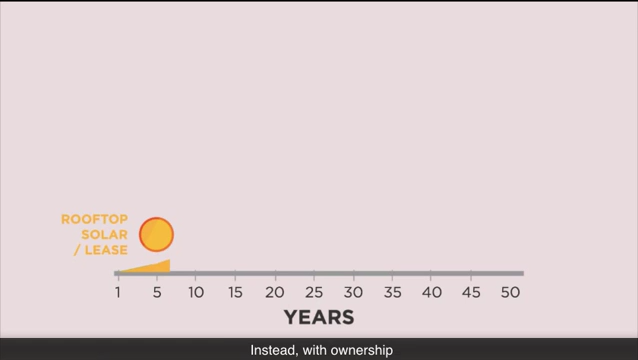 ROOFTOP
SOLAR
/ LEASE
1 5 10 15 20 25 30 35 40 45 50
YEARS
Instead, with ownership